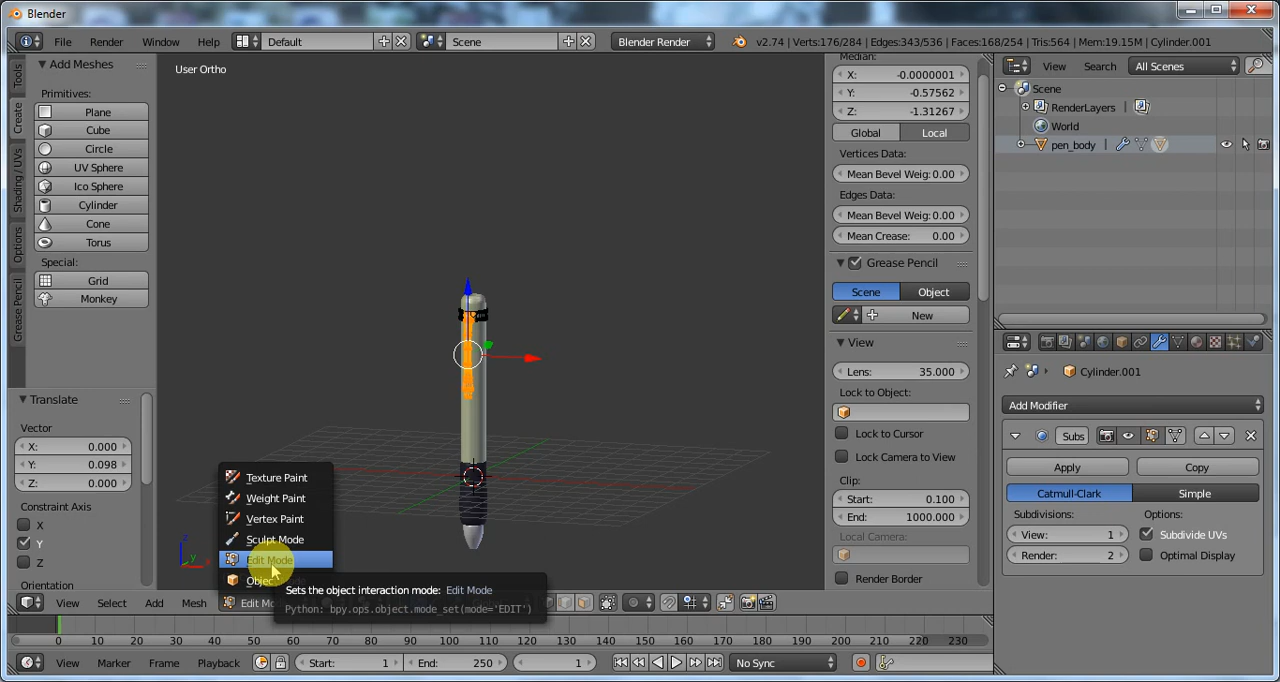 Blender
File Render Window Help Default Scene Blender Render v2.74 | Verts:176/284 | Edges:343/536 | Faces:168/254 | Tris:564 | Mem:19.15M | Cylinder.001
Tools
Create
Shading / UVs
Options
Grease Pencil
Add Meshes
Primitives:
Plane
Cube
Circle
UV Sphere
Ico Sphere
Cylinder
Cone
Torus
Special:
Grid
Monkey
Translate
Vector
X: 0.000
Y: 0.098
Z: 0.000
Constraint Axis
X
Y
Z
Orientation
User Ortho
z
y
x
Texture Paint
Weight Paint
Vertex Paint
Sculpt Mode
Edit Mode
Objec
Sets the object interaction mode: Edit Mode
Python: bpy.ops.object.mode_set(mode='EDIT')
View Select Add Mesh Edit Mo
Median:
X: -0.0000001
Y: -0.57562
Z: -1.31267
Global Local
Vertices Data:
Mean Bevel Weig: 0.00
Edges Data:
Mean Bevel Weig: 0.00
Mean Crease: 0.00
Grease Pencil
Scene Object
New
View
Lens: 35.000
Lock to Object:
Lock to Cursor
Lock Camera to View
Clip:
Start: 0.100
End: 1000.000
Local Camera:
Render Border
View Search All Scenes
Scene
RenderLayers |
World
pen_body |
Cylinder.001
Add Modifier
Subs
Apply Copy
Catmull-Clark Simple
Subdivisions: Options:
View: 1 Subdivide UVs
Render: 2 Optimal Display
0 10 20 30 40 50 60 70 80 90 100 110 120 130 140 150 160 170 180 190 200 210 220 230
View Marker Frame Playback Start: 1 End: 250 1 No Sync